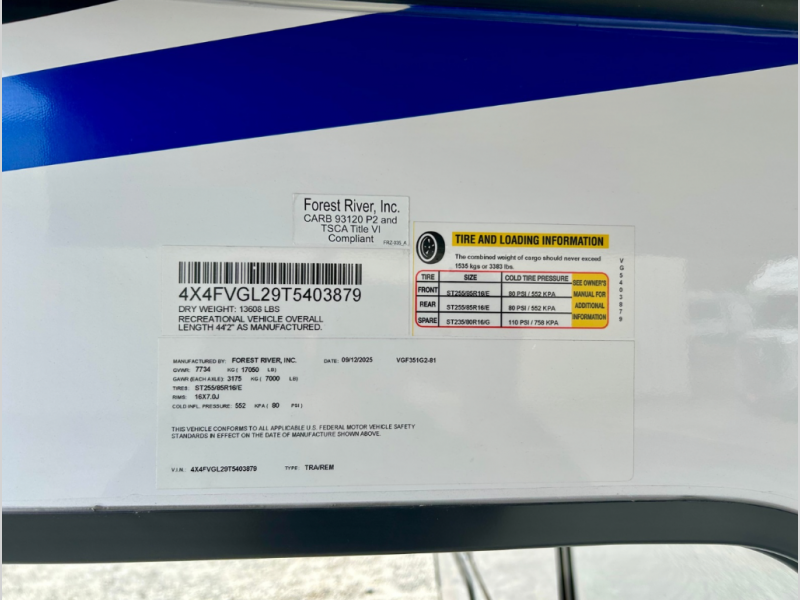 Forest River, Inc.
CARB 93120 P2 and
TSCA Title VI
Compliant
4X4FVGL29T5403879
DRY WEIGHT: 13608 LBS
RECREATIONAL VEHICLE OVERALL
LENGTH 44'2" AS MANUFACTURED.
TIRE AND LOADING INFORMATION
The combined weight of cargo should never exceed
1535 kgs or 3383 lbs.
TIRE SIZE COLD TIRE PRESSURE
FRONT ST255/85R16/E 80 PSI / 552 KPA
REAR ST255/85R16/E 80 PSI / 552 KPA
SPARE ST235/80R16/G 110 PSI / 758 KPA
SEE OWNER'S
MANUAL FOR
ADDITIONAL
INFORMATION
VG5403879
MANUFACTURED BY: FOREST RIVER, INC. DATE: 09/12/2025 VGF351G2-81
GVWR: 7734 KG ( 17050 LB)
GAWR (EACH AXLE): 3175 KG ( 7000 LB)
TIRES: ST255/85R16/E
RIMS: 16X7.0J
COLD INFL. PRESSURE: 552 KPA ( 80 PSI )
THIS VEHICLE CONFORMS TO ALL APPLICABLE U.S. FEDERAL MOTOR VEHICLE SAFETY
STANDARDS IN EFFECT ON THE DATE OF MANUFACTURE SHOWN ABOVE.
V.I.N.: 4X4FVGL29T5403879 TYPE: TRA/REM